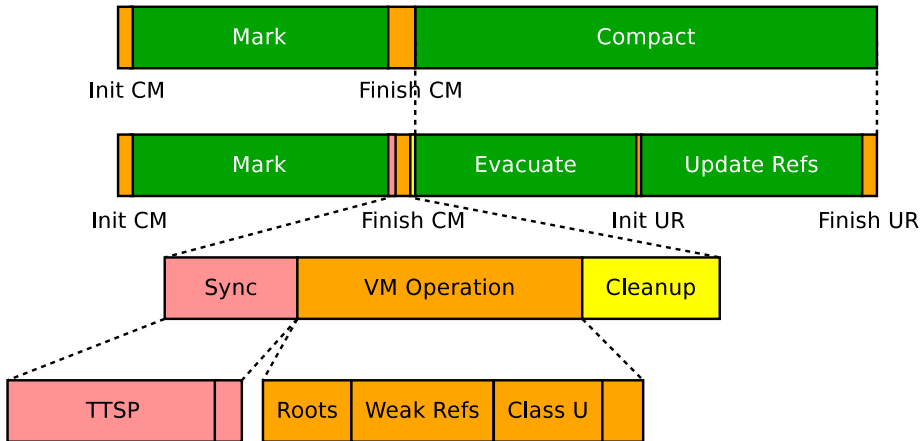 Mark Compact
Init CM Finish CM
Mark Evacuate Update Refs
Init CM Finish CM Init UR Finish UR
Sync VM Operation Cleanup
TTSP Roots Weak Refs Class U